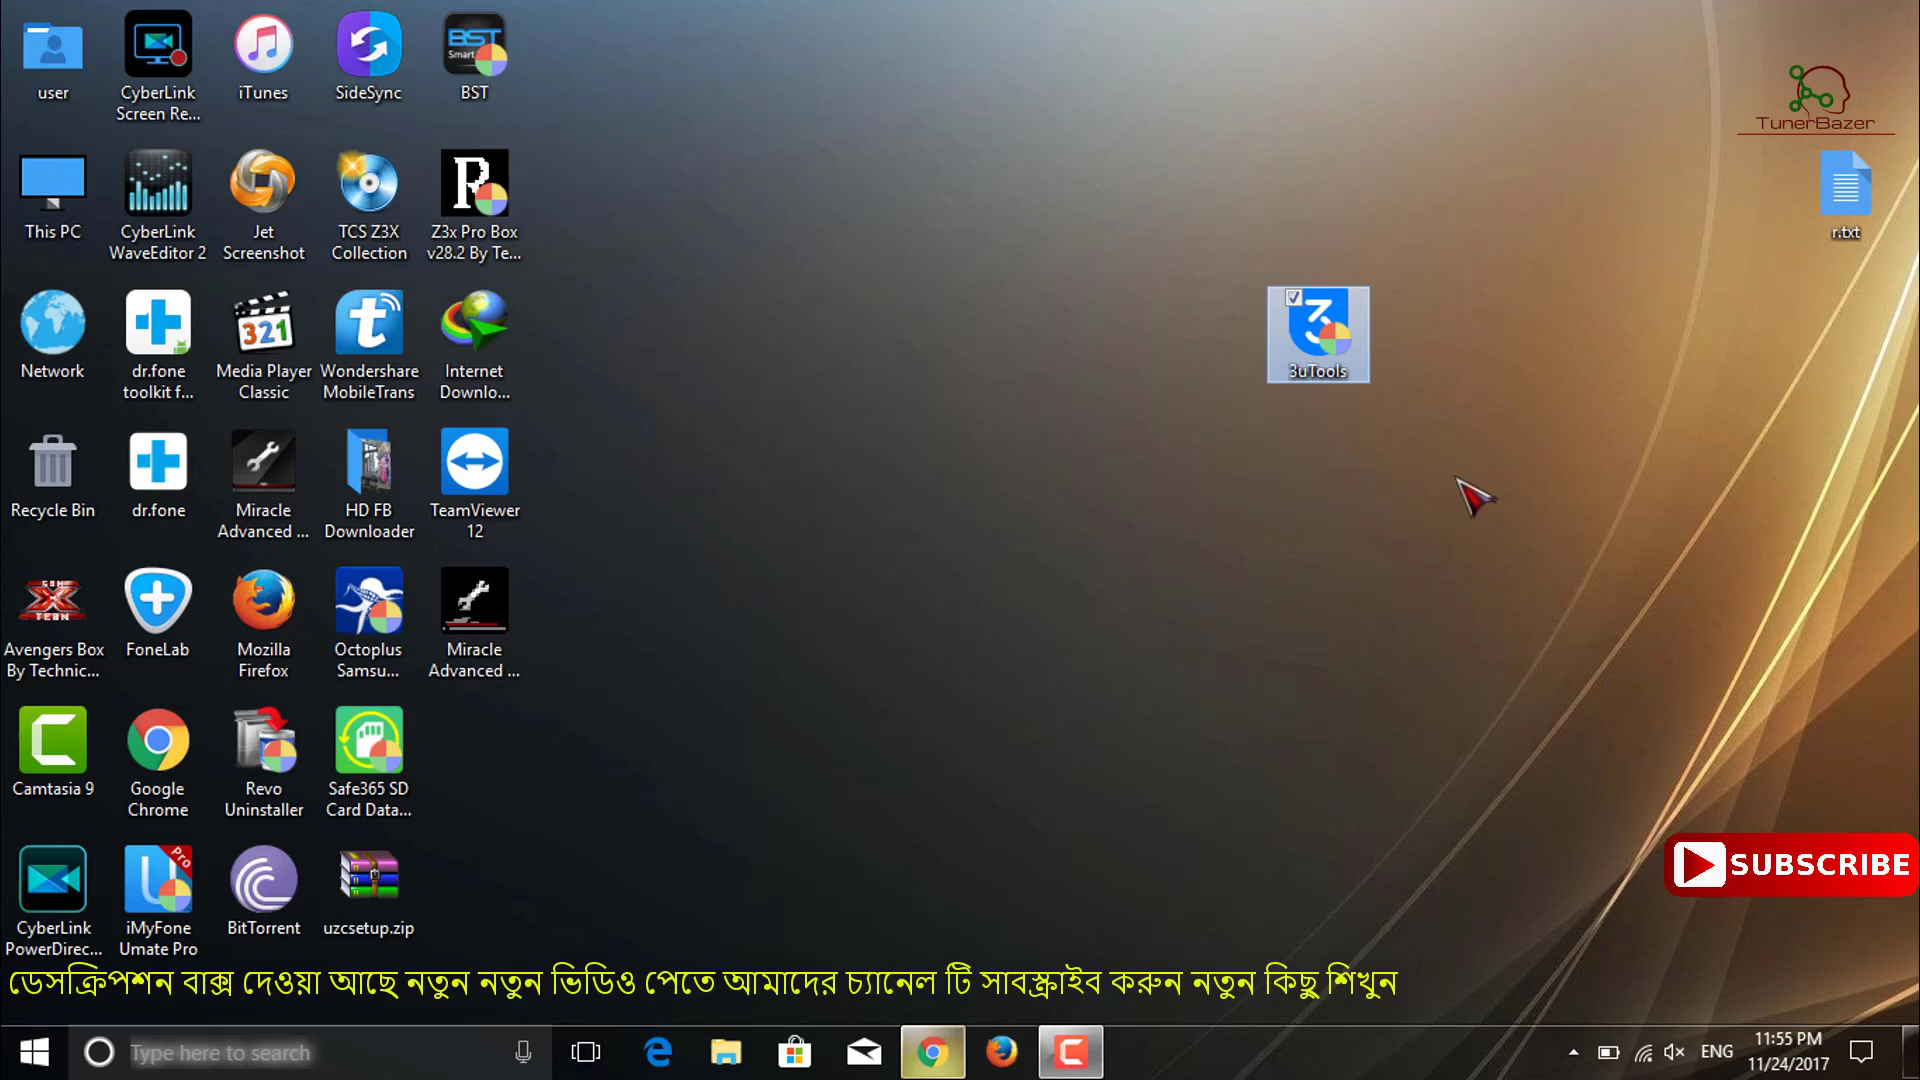 user
CyberLink
Screen Re...
iTunes
SideSync
BST
Smart
BST
TunerBazer
This PC
CyberLink
WaveEditor 2
Jet
Screenshot
TCS Z3X
Collection
R
Z3x Pro Box
v28.2 By Te...
r.txt
Network
dr.fone
toolkit f...
321
Media Player
Classic
Wondershare
MobileTrans
Internet
Downlo...
3uTools
Recycle Bin
dr.fone
Miracle
Advanced ...
HD FB
Downloader
TeamViewer
12
TEAM
Avengers Box
By Technic...
FoneLab
Mozilla
Firefox
Octoplus
Samsu...
Miracle
Advanced ...
Camtasia 9
Google
Chrome
Revo
Uninstaller
Safe365 SD
Card Data...
SUBSCRIBE
CyberLink
PowerDirec...
Pro
iMyFone
Umate Pro
BitTorrent
uzcsetup.zip
ডেসক্রিপশন বাক্স দেওয়া আছে নতুন নতুন ভিডিও পেতে আমাদের চ্যানেল টি সাবস্ক্রাইব করুন নতুন কিছু শিখুন
Type here to search
ENG
11:55 PM
11/24/2017